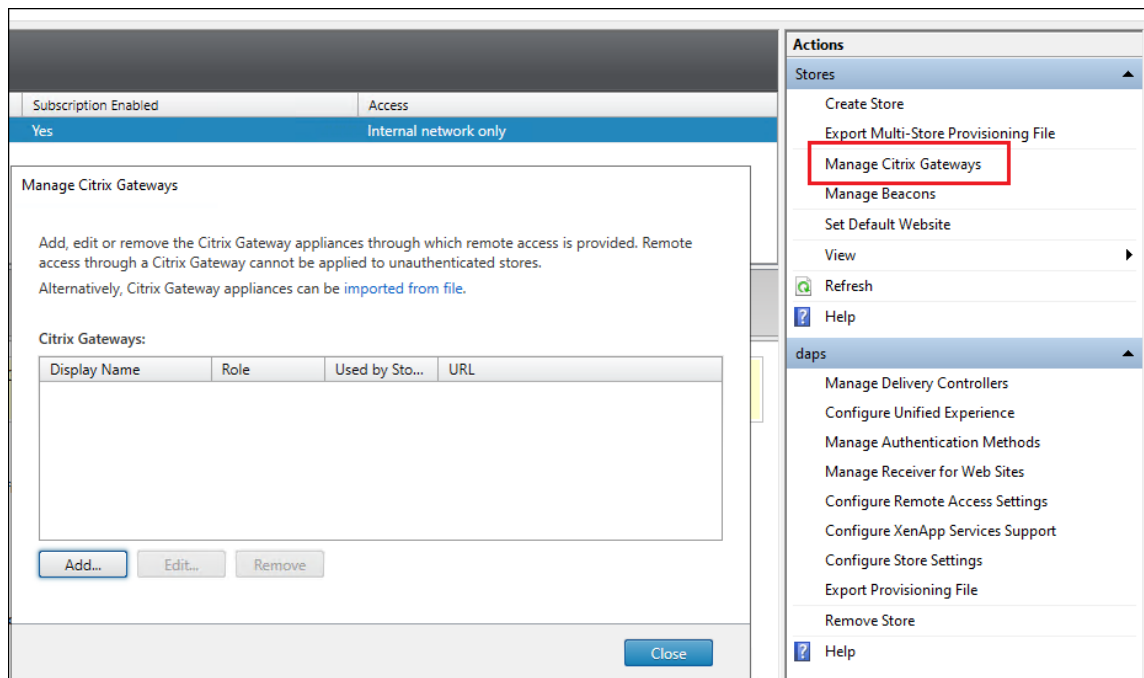 Subscription Enabled Access
Yes Internal network only
Manage Citrix Gateways
Add, edit or remove the Citrix Gateway appliances through which remote access is provided. Remote
access through a Citrix Gateway cannot be applied to unauthenticated stores.
Alternatively, Citrix Gateway appliances can be imported from file.
Citrix Gateways:
Display Name Role Used by Sto... URL
Add... Edit... Remove
Close
Actions
Stores
Create Store
Export Multi-Store Provisioning File
Manage Citrix Gateways
Manage Beacons
Set Default Website
View
Refresh
Help
daps
Manage Delivery Controllers
Configure Unified Experience
Manage Authentication Methods
Manage Receiver for Web Sites
Configure Remote Access Settings
Configure XenApp Services Support
Configure Store Settings
Export Provisioning File
Remove Store
Help